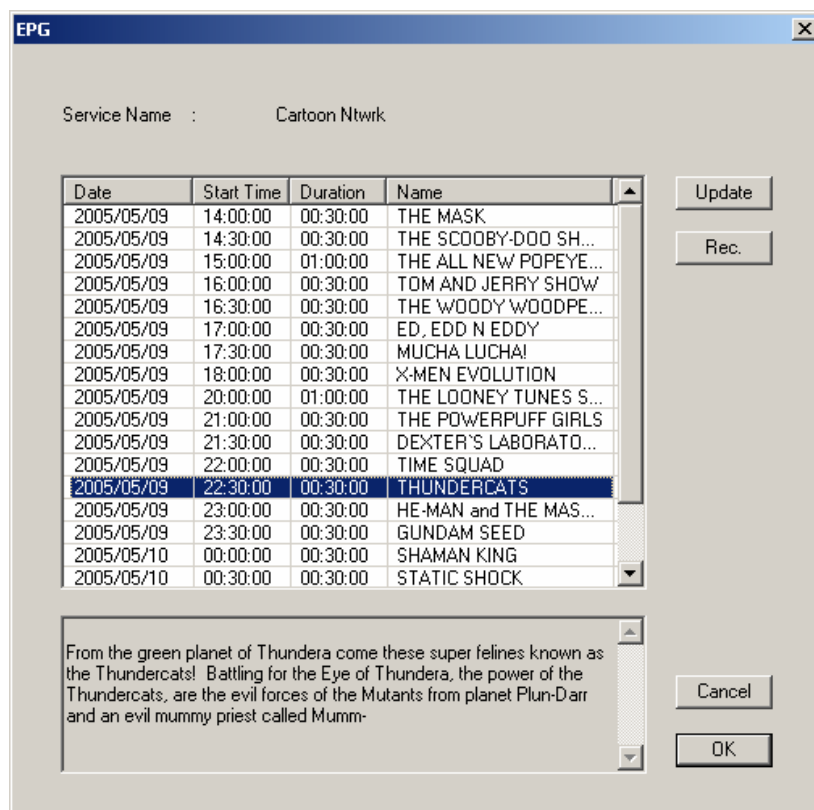 EPG
Service Name : Cartoon Ntwrk
Date Start Time Duration Name
2005/05/09 14:00:00 00:30:00 THE MASK
2005/05/09 14:30:00 00:30:00 THE SCOOBY-DOO SH...
2005/05/09 15:00:00 01:00:00 THE ALL NEW POPEYE...
2005/05/09 16:00:00 00:30:00 TOM AND JERRY SHOW
2005/05/09 16:30:00 00:30:00 THE WOODY WOODPE...
2005/05/09 17:00:00 00:30:00 ED, EDD N EDDY
2005/05/09 17:30:00 00:30:00 MUCHA LUCHA!
2005/05/09 18:00:00 00:30:00 X-MEN EVOLUTION
2005/05/09 20:00:00 01:00:00 THE LOONEY TUNES S...
2005/05/09 21:00:00 00:30:00 THE POWERPUFF GIRLS
2005/05/09 21:30:00 00:30:00 DEXTER`S LABORATO...
2005/05/09 22:00:00 00:30:00 TIME SQUAD
2005/05/09 22:30:00 00:30:00 THUNDERCATS
2005/05/09 23:00:00 00:30:00 HE-MAN and THE MAS...
2005/05/09 23:30:00 00:30:00 GUNDAM SEED
2005/05/10 00:00:00 00:30:00 SHAMAN KING
2005/05/10 00:30:00 00:30:00 STATIC SHOCK
Update
Rec.
From the green planet of Thundera come these super felines known as
the Thundercats! Battling for the Eye of Thundera, the power of the
Thundercats, are the evil forces of the Mutants from planet Plun-Darr
and an evil mummy priest called Mumm-
Cancel
OK